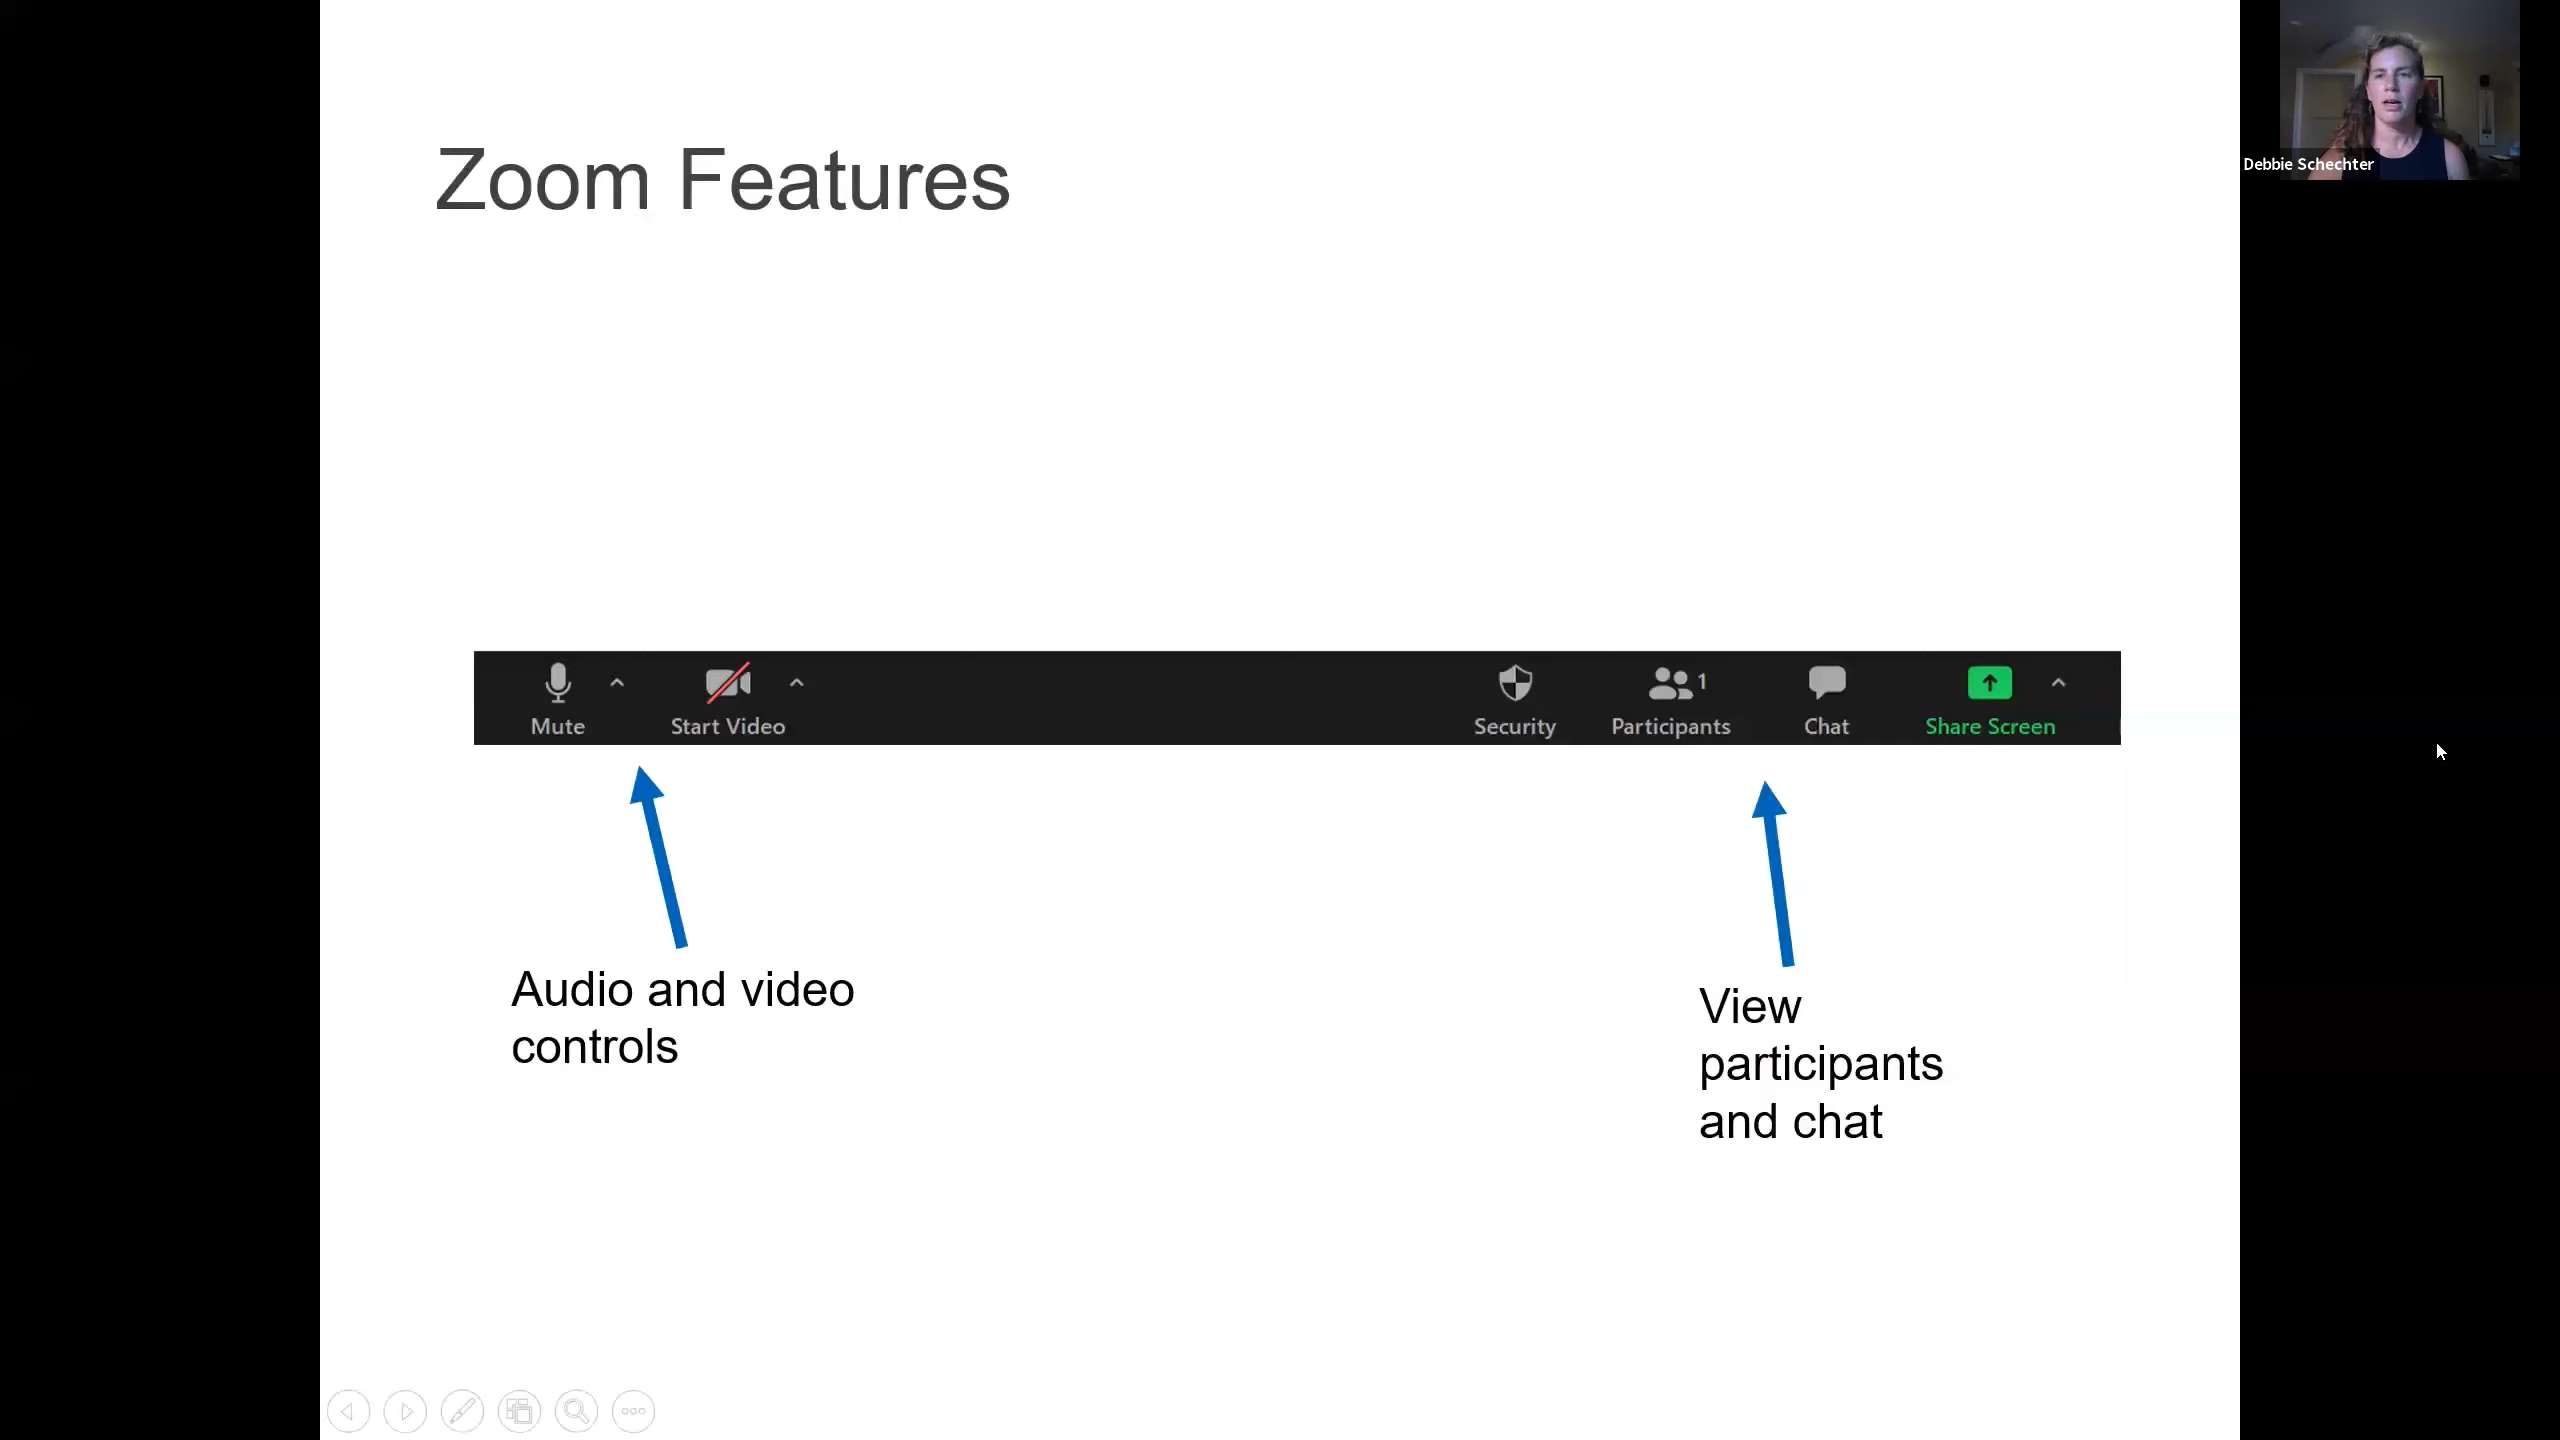 Zoom Features
Debbie Schechter
1
Mute
Start Video
Security
Participants
Chat
Share Screen
Audio and video
controls
View
participants
and chat